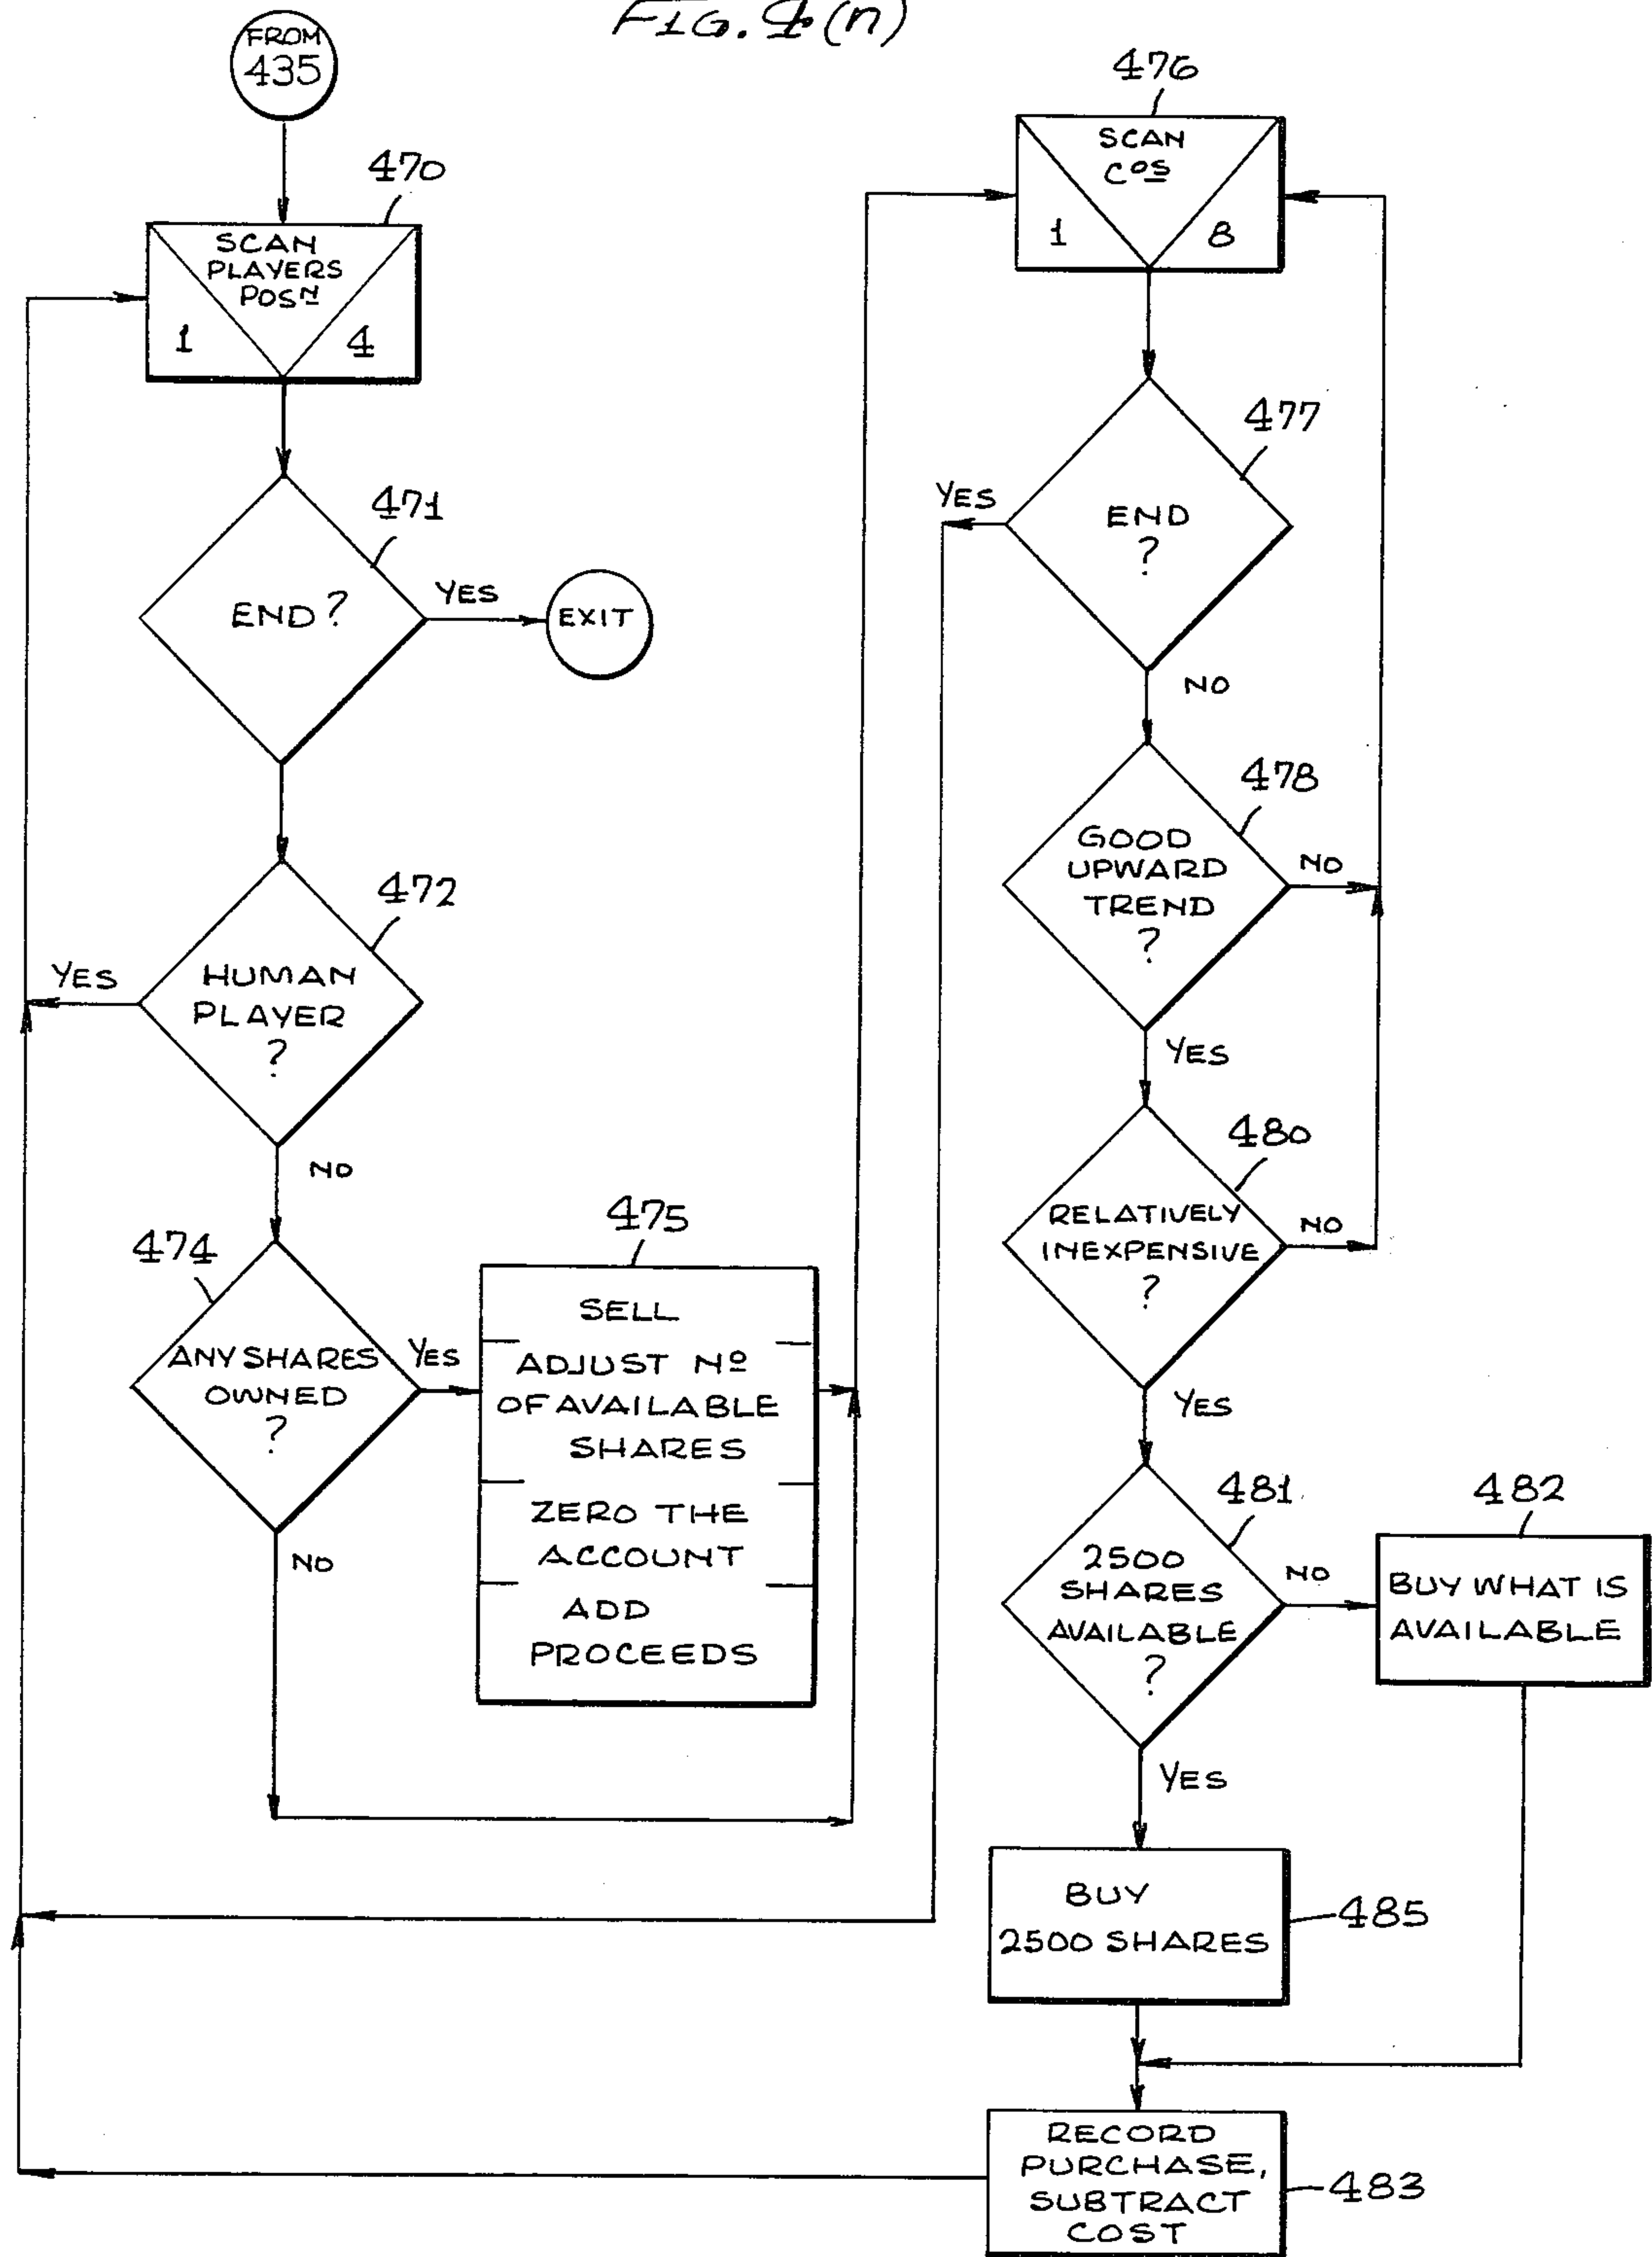 FIG. 4(n)
FROM
435
470
SCAN
PLAYERS
POSN
1
4
471
END?
YES
EXIT
472
HUMAN
PLAYER
?
YES
NO
474
ANY SHARES
OWNED
?
YES
NO
475
SELL
ADJUST Nº
OF AVAILABLE
SHARES
ZERO THE
ACCOUNT
ADD
PROCEEDS
476
SCAN
COS
1
8
477
END
?
YES
NO
478
GOOD
UPWARD
TREND
?
NO
YES
480
RELATIVELY
INEXPENSIVE
?
NO
YES
481
2500
SHARES
AVAILABLE
?
NO
482
BUY WHAT IS
AVAILABLE
YES
BUY
2500 SHARES
485
RECORD
PURCHASE,
SUBTRACT
COST
483